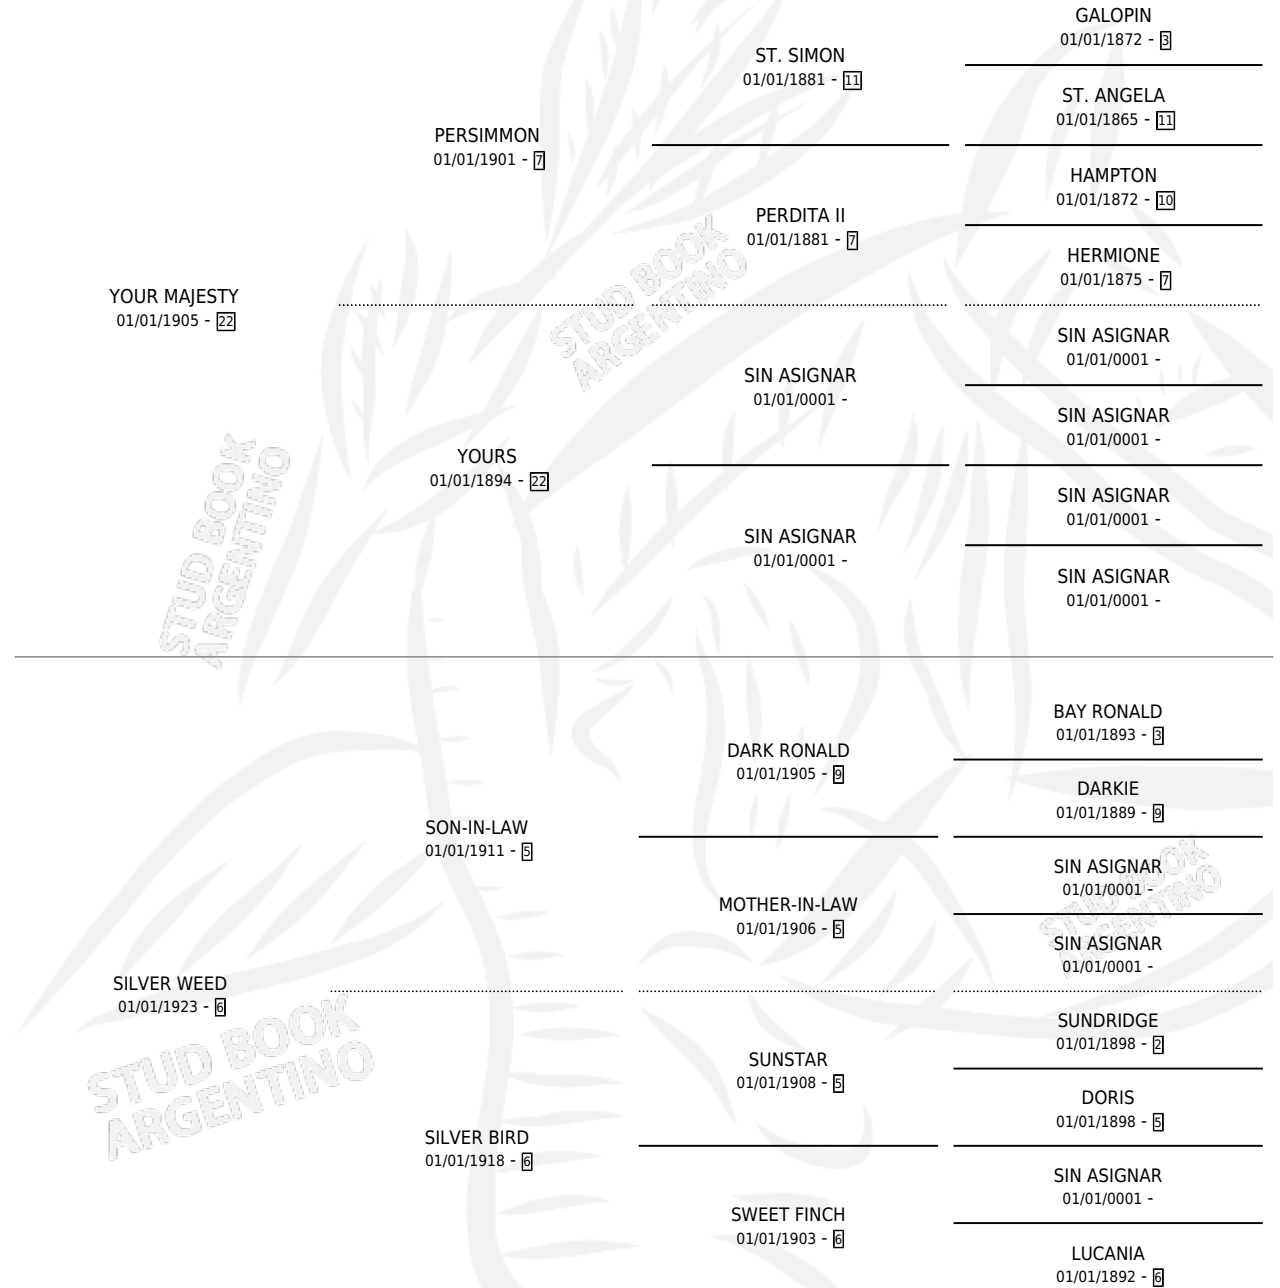 GALOPIN
01/01/1872 - 3
ST. SIMON
01/01/1881 - 11
ST. ANGELA
01/01/1865 - 11
PERSIMMON
01/01/1901 - 7
HAMPTON
01/01/1872 - 10
PERDITA II
01/01/1881 - 7
HERMIONE
01/01/1875 - 7
YOUR MAJESTY
01/01/1905 - 22
STUD BOOK
ARGENTINO
SIN ASIGNAR
01/01/0001 -
SIN ASIGNAR
01/01/0001 -
SIN ASIGNAR
01/01/0001 -
YOURS
01/01/1894 - 22
SIN ASIGNAR
01/01/0001 -
SIN ASIGNAR
01/01/0001 -
SIN ASIGNAR
01/01/0001 -
STUD BOOK
ARGENTINO
BAY RONALD
01/01/1893 - 3
DARK RONALD
01/01/1905 - 9
DARKIE
01/01/1889 - 9
SON-IN-LAW
01/01/1911 - 5
SIN ASIGNAR
01/01/0001 -
MOTHER-IN-LAW
01/01/1906 - 5
SIN ASIGNAR
01/01/0001 -
STUD BOOK
ARGENTINO
SILVER WEED
01/01/1923 - 6
SUNDRIDGE
01/01/1898 - 2
SUNSTAR
01/01/1908 - 5
DORIS
01/01/1898 - 5
STUD BOOK
ARGENTINO
SILVER BIRD
01/01/1918 - 6
SIN ASIGNAR
01/01/0001 -
SWEET FINCH
01/01/1903 - 6
LUCANIA
01/01/1892 - 6